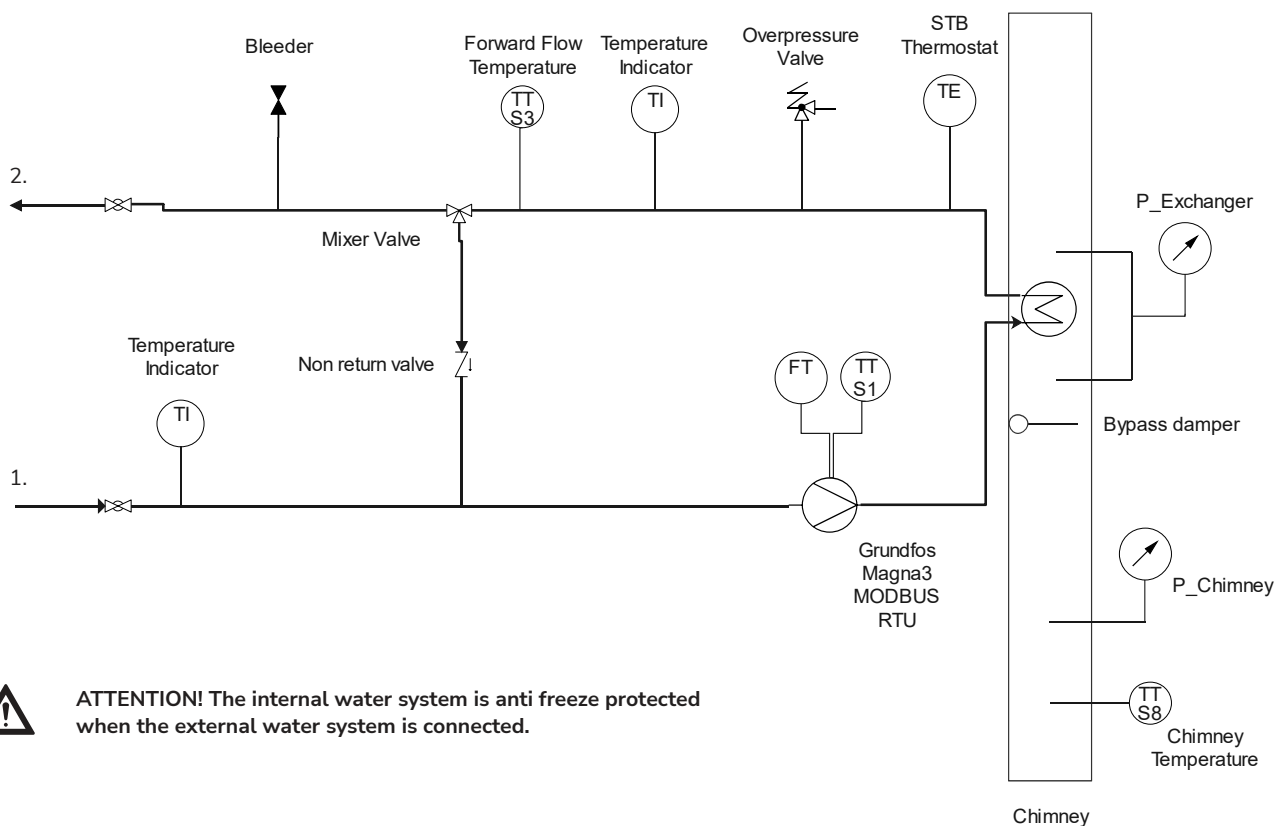 Bleeder
Forward Flow
Temperature
TT
S3
Temperature
Indicator
TI
Overpressure
Valve
STB
Thermostat
TE
2.
Mixer Valve
P_Exchanger
Temperature
Indicator
TI
Non return valve
FT
TT
S1
Bypass damper
1.
Grundfos
Magna3
MODBUS
RTU
P_Chimney
ATTENTION! The internal water system is anti freeze protected
when the external water system is connected.
TT
S8
Chimney
Temperature
Chimney